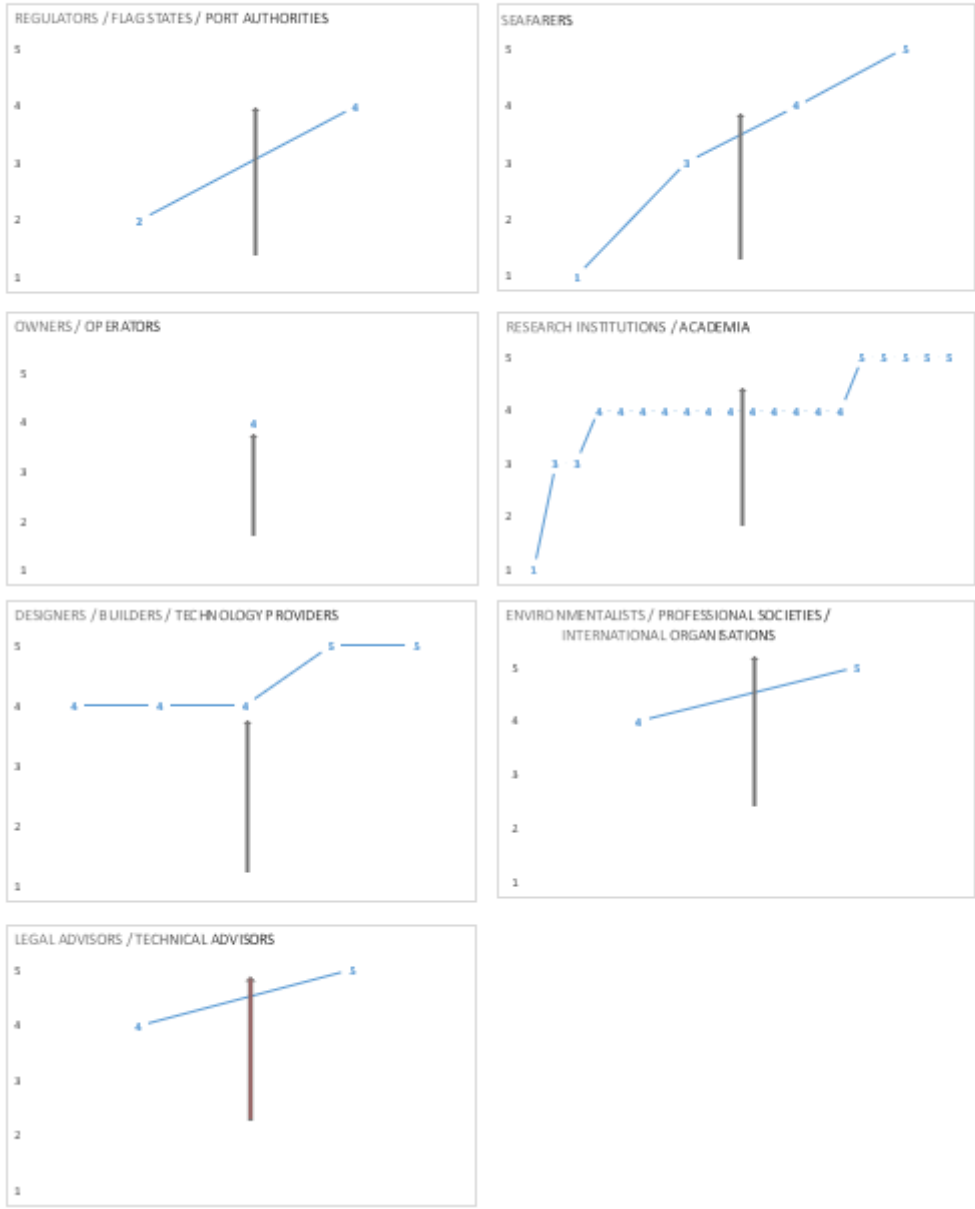 REGULATORS / FLAG STATES / PORT AUTHORITIES
5
4 4
3
2 2
1
SEAFARERS
5 5
4 4
3 3
2
1 1
OWNERS / OPERATORS
5
4 4
3
2
1
RESEARCH INSTITUTIONS / ACADEMIA
5 5 5 5 5 5
4 4 4 4 4 4 4 4 4 4 4 4 4
3 3 3
2
1 1
DESIGNERS / BUILDERS / TECHNOLOGY PROVIDERS
5 5 5
4 4 4 4
3
2
1
ENVIRONMENTALISTS / PROFESSIONAL SOCIETIES /
INTERNATIONAL ORGANISATIONS
5 5
4 4
3
2
1
LEGAL ADVISORS / TECHNICAL ADVISORS
5 5
4 4
3
2
1